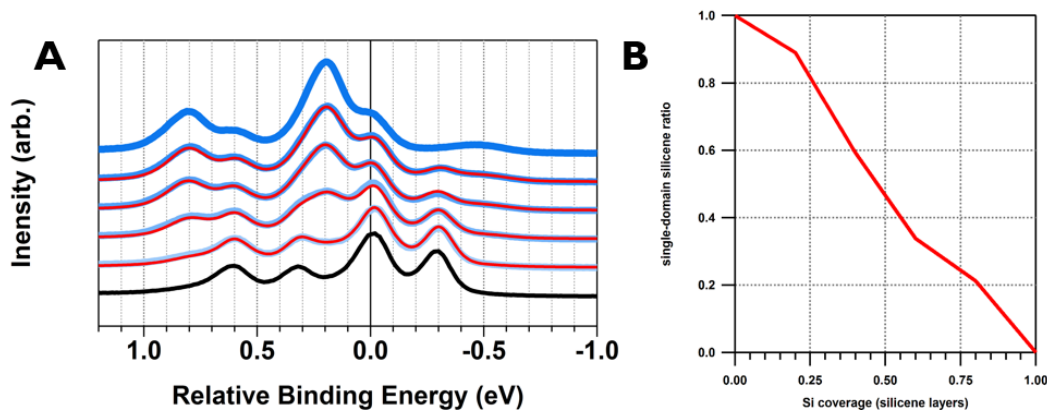 A
Inensity (arb.)
1.0 0.5 0.0 -0.5 -1.0
Relative Binding Energy (eV)
B
single-domain silicene ratio
1.0
0.8
0.6
0.4
0.2
0.0
0.00 0.25 0.50 0.75 1.00
Si coverage (silicene layers)